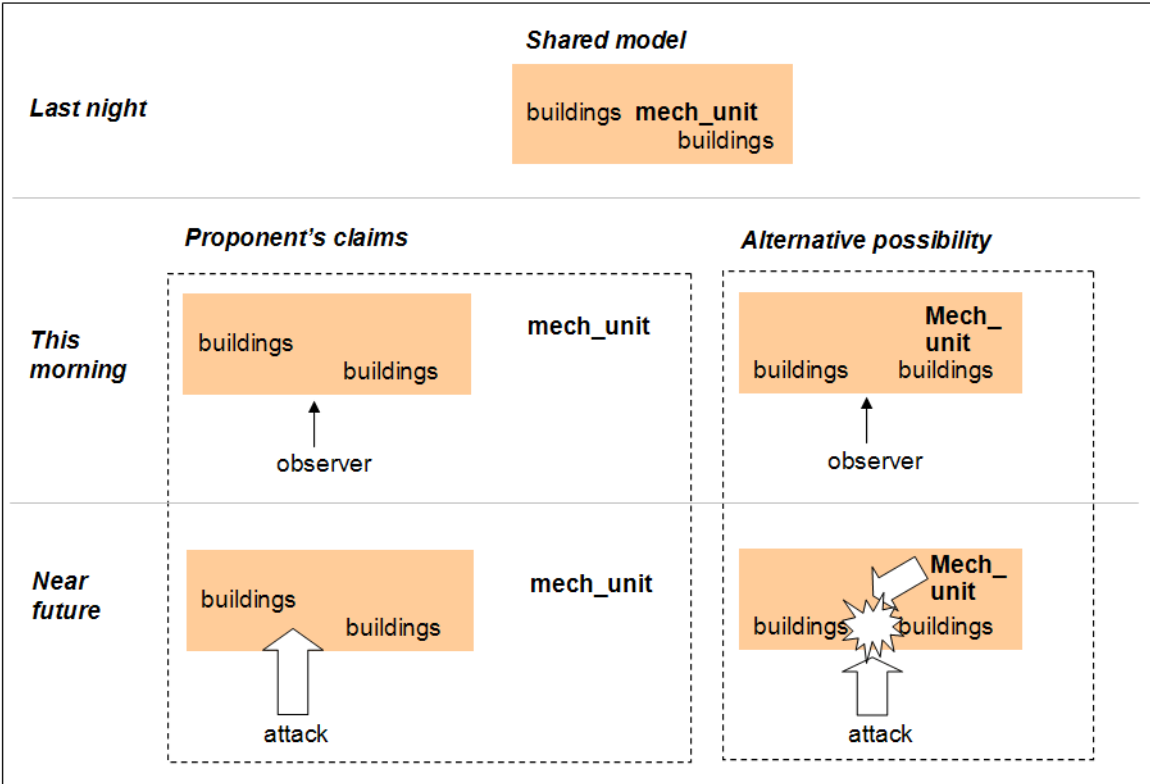 Shared model
Last night
buildings mech_unit
buildings
Proponent's claims
Alternative possibility
This
morning
buildings
buildings
mech_unit
observer
Mech_
unit
buildings buildings
observer
Near
future
buildings
buildings
mech_unit
attack
Mech_
unit
buildings buildings
attack